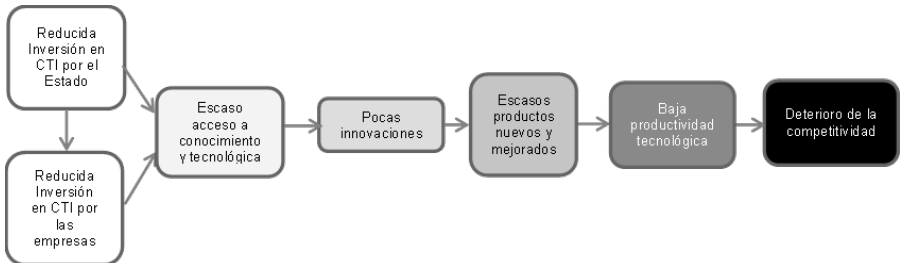 Reducida
Inversión en
CTI por el
Estado
Reducida
Inversión
en CTI por
las
empresas
Escaso
acceso a
conocimiento
y tecnológica
Pocas
innovaciones
Escasos
productos
nuevos y
mejorados
Baja
productividad
tecnológica
Deterioro de la
competitividad